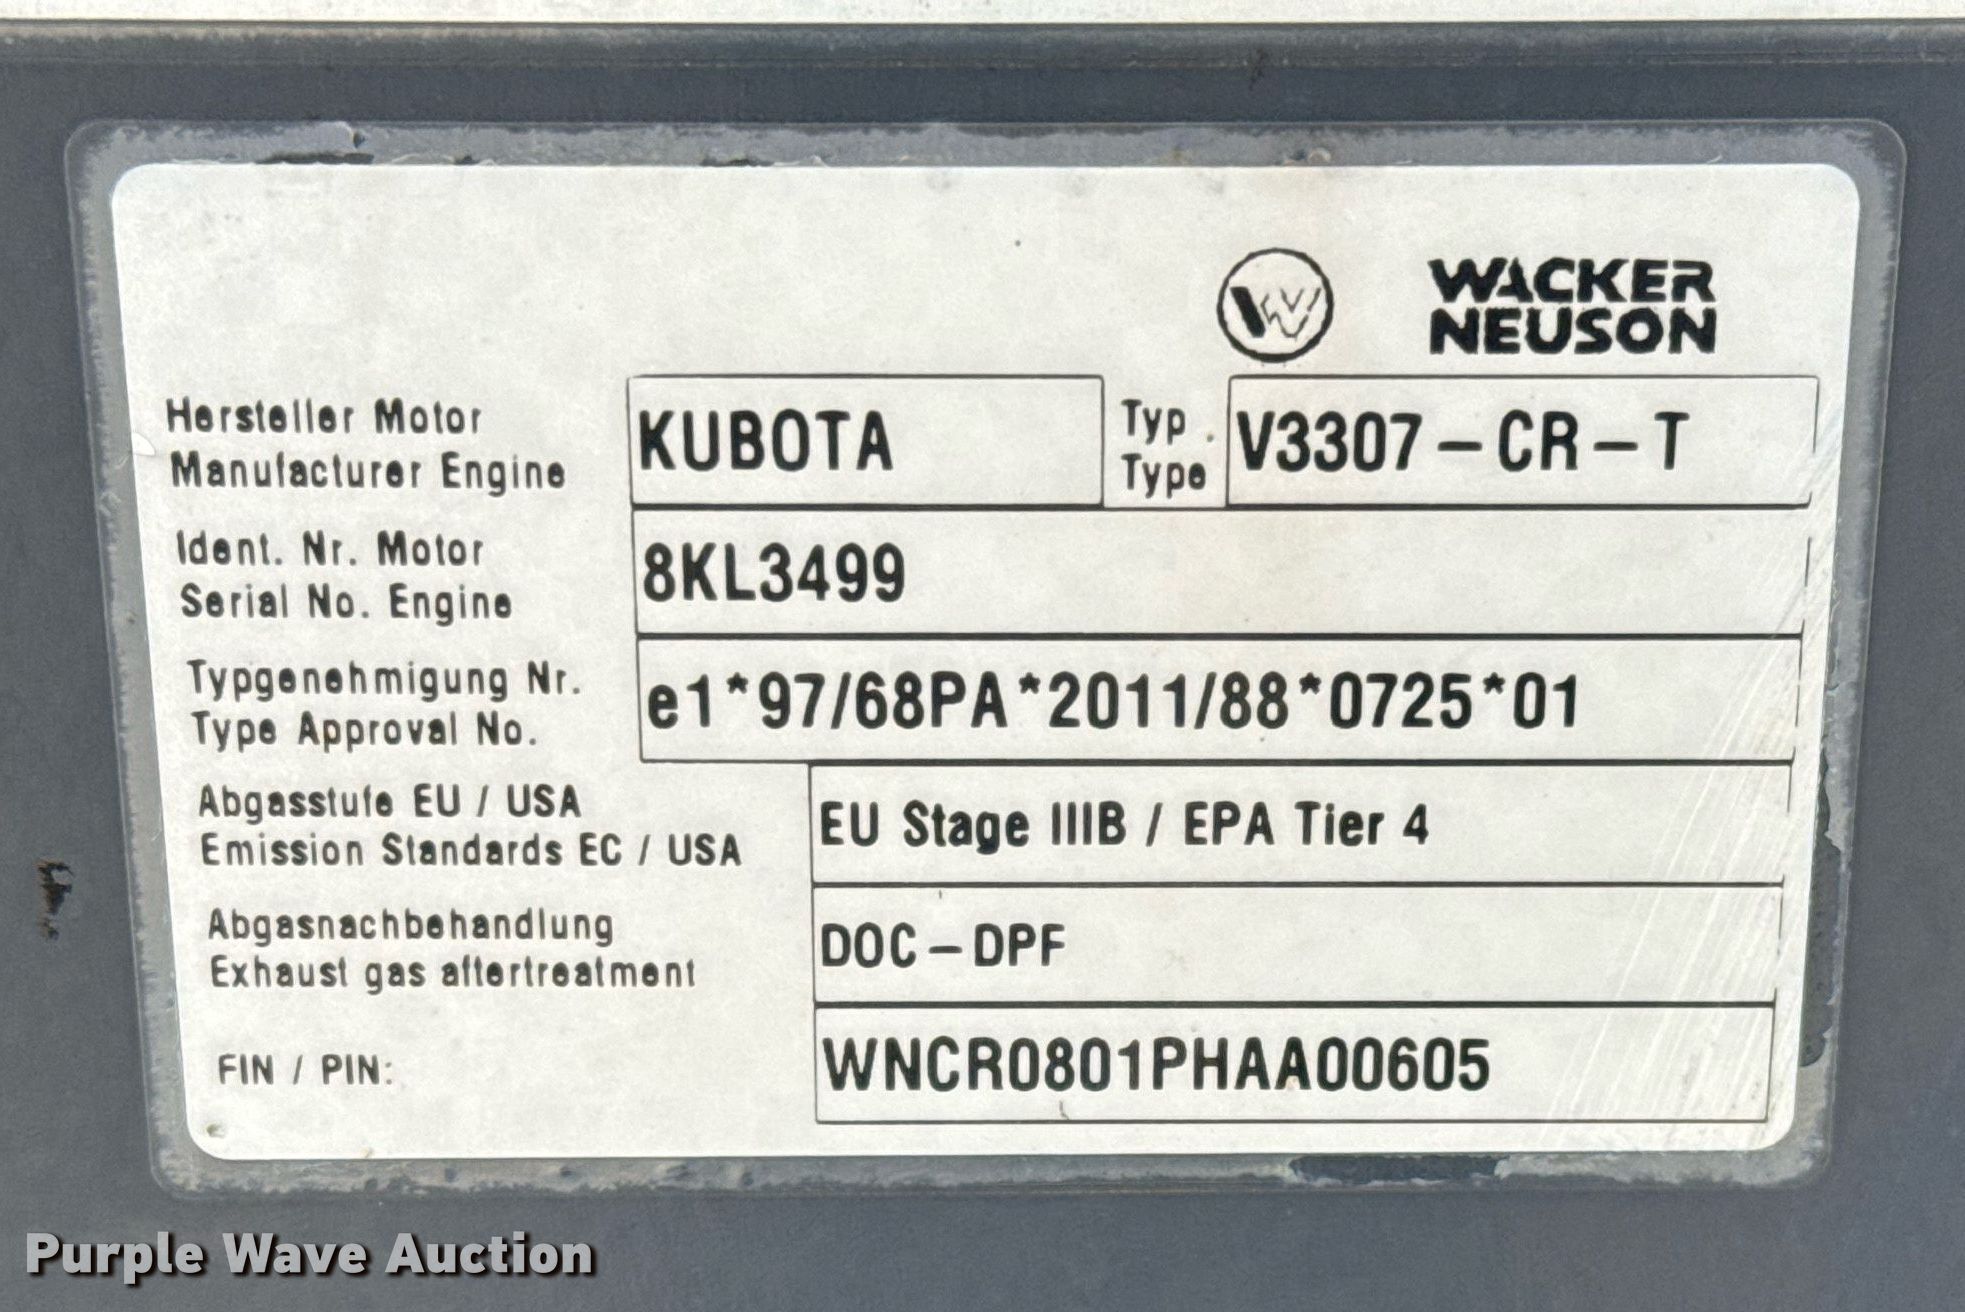 WACKER
NEUSON
Hersteller Motor
Manufacturer Engine
KUBOTA
Typ.
Type
V3307-CR-T
Ident. Nr. Motor
Serial No. Engine
8KL3499
Typgenehmigung Nr.
Type Approval No.
e1*97/68PA*2011/88*0725*01
Abgasstufe EU / USA
Emission Standards EC / USA
EU Stage IIIB / EPA Tier 4
Abgasnachbehandlung
Exhaust gas aftertreatment
DOC-DPF
FIN / PIN:
WNCR0801PHAA00605
Purple Wave Auction